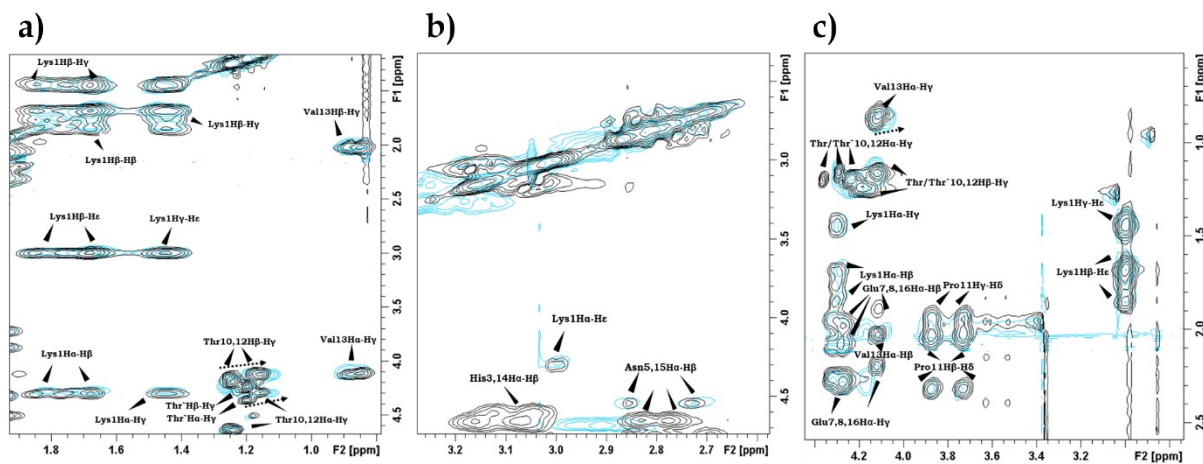 a)
Lys1Hβ-Hγ
Lys1Hβ-Hγ
Lys1Hβ-Hβ
Val13Hβ-Hγ
Lys1Hβ-Hε
Lys1Hγ-Hε
Lys1Hα-Hβ
Lys1Hα-Hγ
Thr10,12Hβ-Hγ
Val13Hα-Hγ
Thr`Hβ-Hγ
Thr`Hα-Hγ
Thr10,12Hα-Hγ
F1 [ppm]
2.0
2.5
3.0
3.5
4.0
4.5
1.8
1.6
1.4
1.2
1.0
F2 [ppm]
b)
Lys1Hα-Hε
His3,14Hα-Hβ
Asn5,15Hα-Hβ
F1 [ppm]
3.0
3.5
4.0
4.5
3.2
3.1
3.0
2.9
2.8
2.7
F2 [ppm]
c)
Val13Hα-Hγ
Thr/Thr`10,12Hα-Hγ
Thr/Thr`10,12Hβ-Hγ
Lys1Hα-Hγ
Lys1Hγ-Hε
Lys1Hα-Hβ
Glu7,8,16Hα-Hβ
Pro11Hγ-Hδ
Lys1Hβ-Hε
Val13Hα-Hβ
Pro11Hβ-Hδ
Glu7,8,16Hα-Hγ
F1 [ppm]
1.0
1.5
2.0
2.5
4.2
4.0
3.8
3.6
3.4
3.2
F2 [ppm]